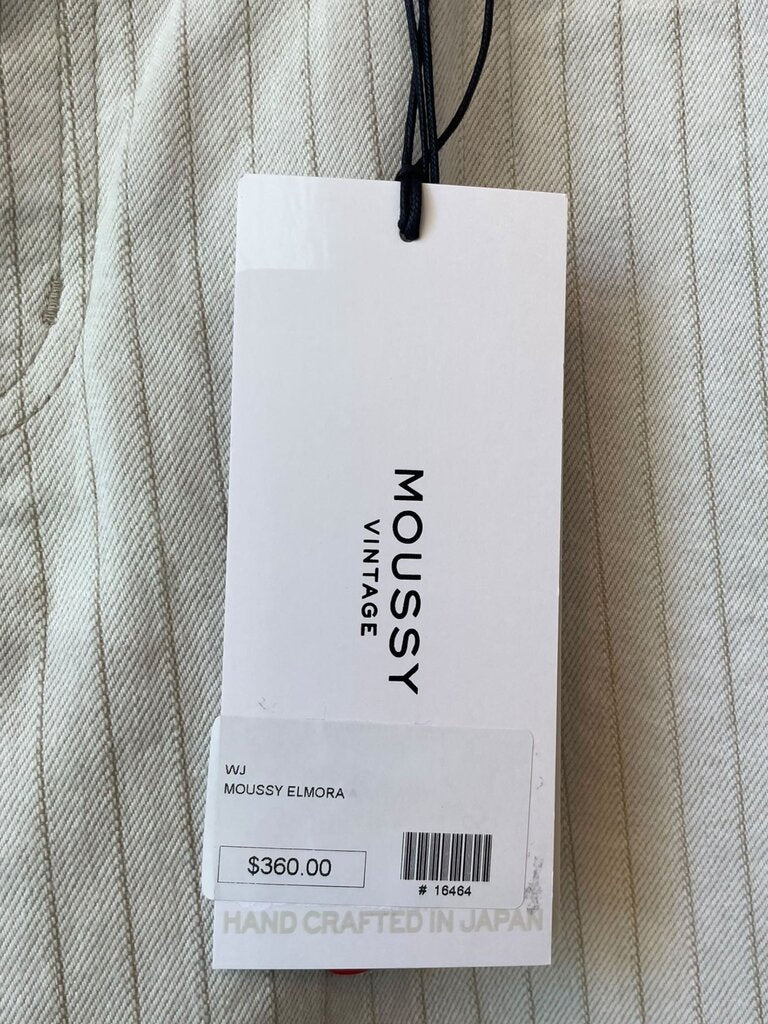 MOUSSY
VINTAGE
WJ
MOUSSY ELMORA
$360.00
# 16464
HAND CRAFTED IN JAPAN